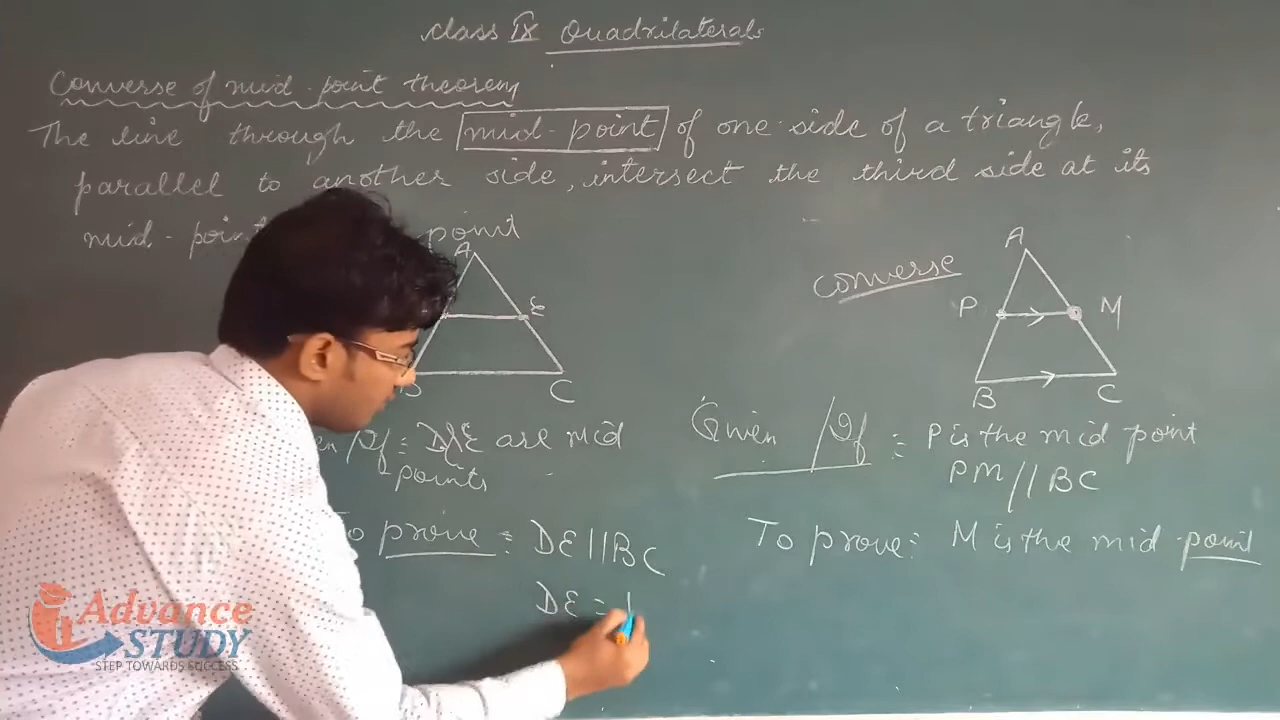 Class IX Quadrilaterals
Converse of mid-point theorem
The line through the mid-point of one side of a triangle,
parallel to another side, intersect the third side at its
mid-point
point
A
E
B
C
Given/If = D/E are mid
points
To prove = DE||BC
DE =
converse
A
P
M
B
C
Given /If = P is the mid point
PM//BC
To prove = M is the mid point
Advance
STUDY
STEP TOWARDS SUCCESS